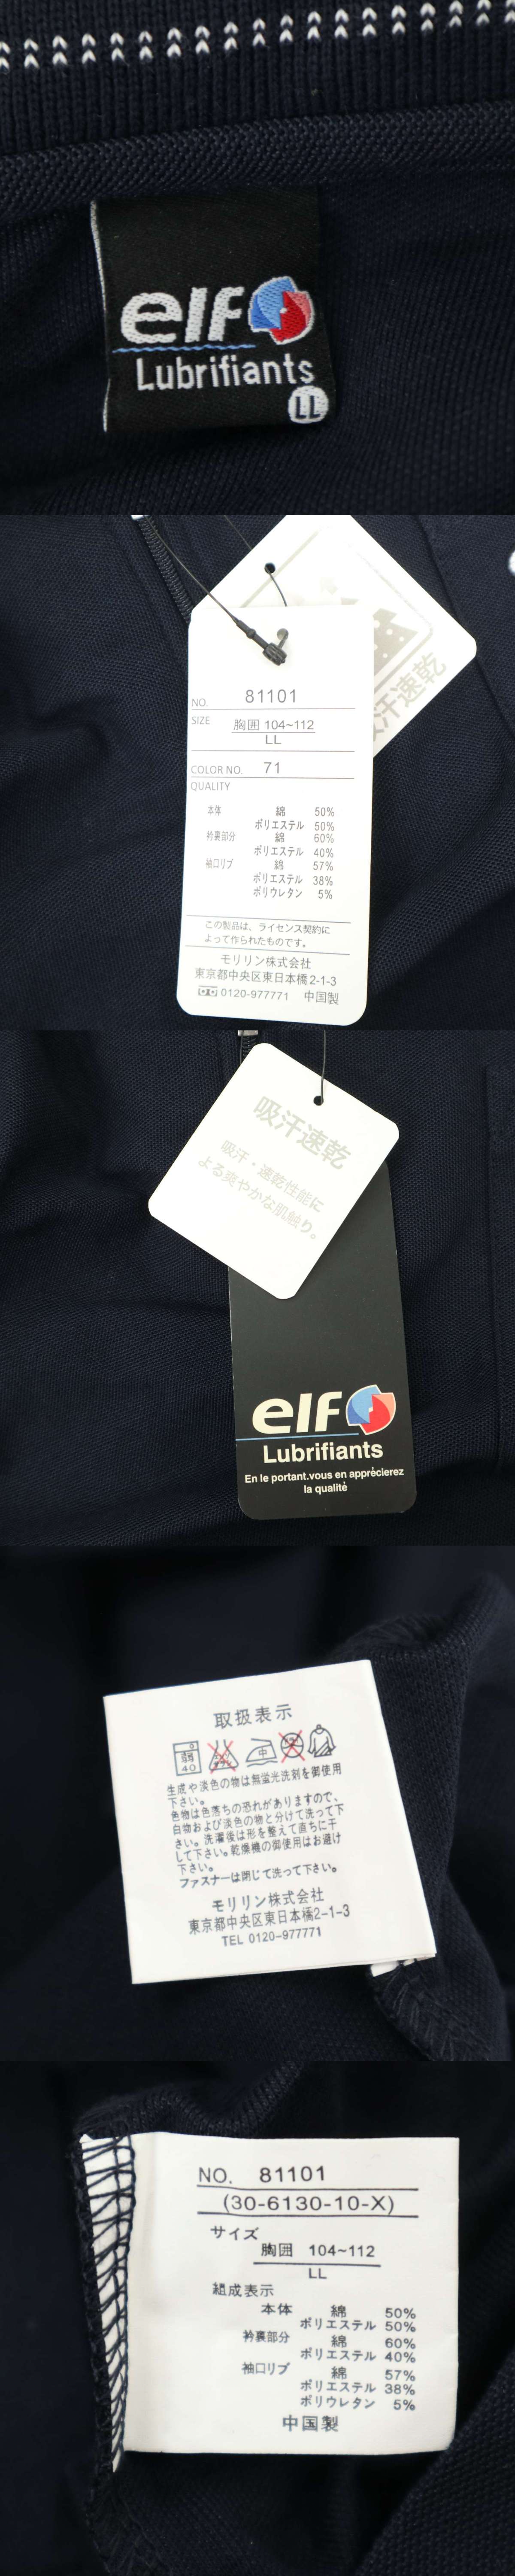 elf
Lubrifiants
LL
吸汗速乾
NO. 81101
SIZE 胸囲 104~112
LL
COLOR NO. 71
QUALITY
本体 綿 50%
ポリエステル 50%
衿裏部分 綿 60%
ポリエステル 40%
袖口リブ 綿 57%
ポリエステル 38%
ポリウレタン 5%
この製品は、ライセンス契約に
よって作られたものです。
モリリン株式会社
東京都中央区東日本橋2-1-3
0120-977771 中国製
吸汗速乾
吸汗・速乾性能に
よる爽やかな肌触り。
elf
Lubrifiants
En le portant.vous en apprécierez
la qualité
取扱表示
40 中
生成や淡色の物は無蛍光洗剤を御使用
下さい。
色物は色落ちの恐れがありますので、
白物および淡色の物と分けて洗って下
さい。洗濯後は形を整えて直ちに干
して下さい。乾燥機の御使用はお避け
下さい。
ファスナーは閉じて洗って下さい。
モリリン株式会社
東京都中央区東日本橋2-1-3
TEL 0120-977771
NO. 81101
(30-6130-10-X)
サイズ
胸囲 104~112
LL
組成表示
本体 綿 50%
ポリエステル 50%
衿裏部分 綿 60%
ポリエステル 40%
袖口リブ 綿 57%
ポリエステル 38%
ポリウレタン 5%
中国製